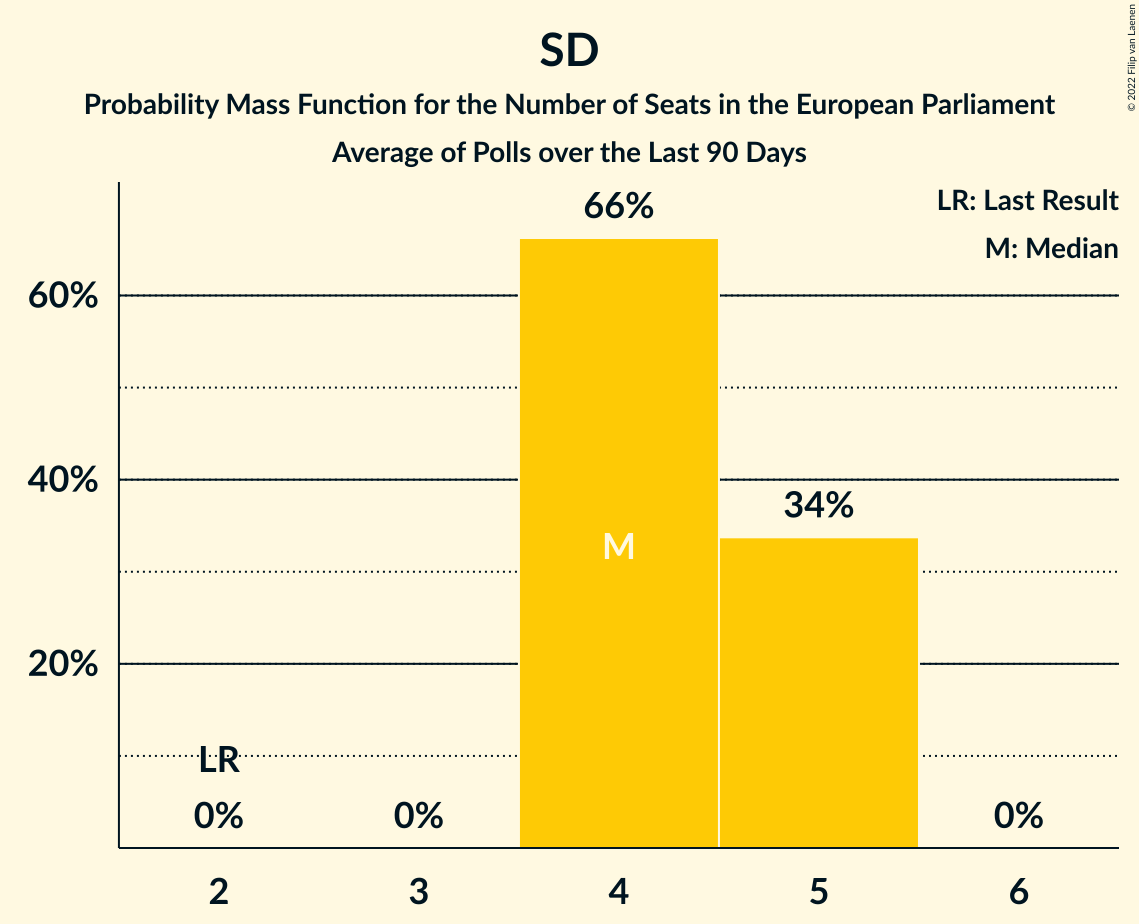 SD
Probability Mass Function for the Number of Seats in the European Parliament
Average of Polls over the Last 90 Days
© 2022 Filip van Laenen
LR: Last Result
M: Median
66%
60%
40%
34%
M
20%
LR
0%
0%
0%
2
3
4
5
6